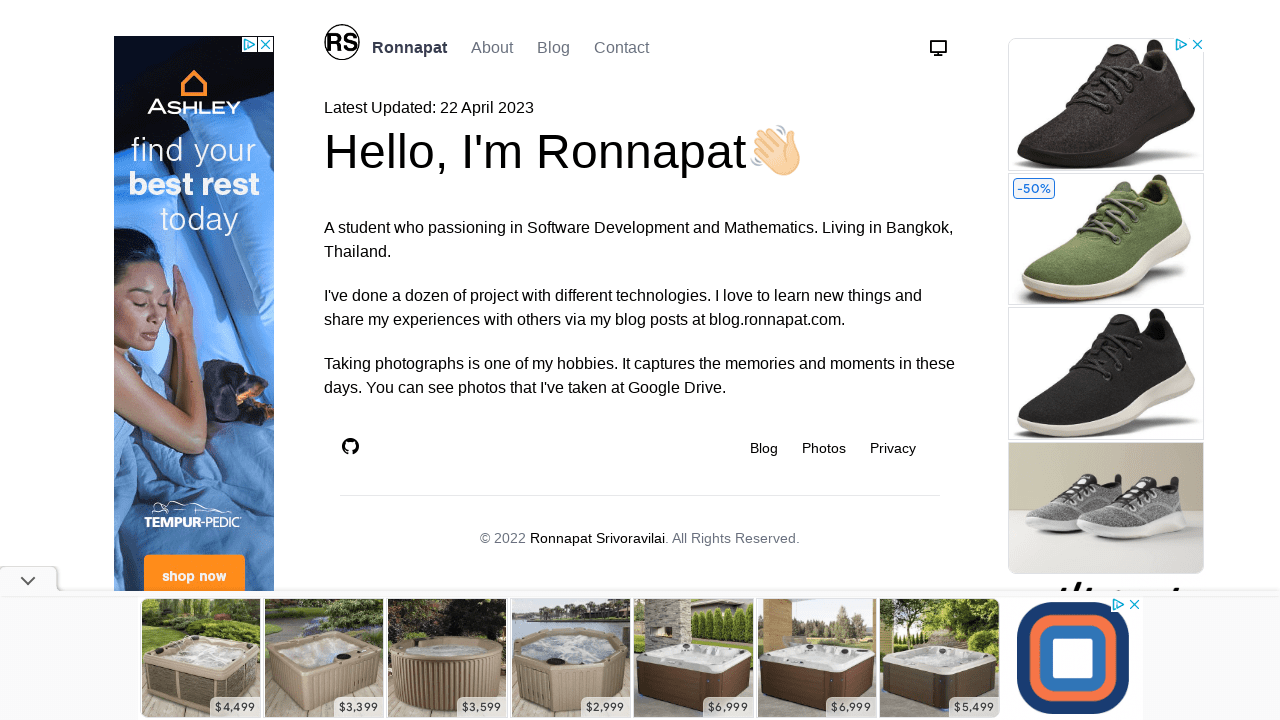 RS
Ronnapat
About
Blog
Contact
Latest Updated: 22 April 2023
Hello, I'm Ronnapat
A student who passioning in Software Development and Mathematics. Living in Bangkok,
Thailand.
I've done a dozen of project with different technologies. I love to learn new things and
share my experiences with others via my blog posts at blog.ronnapat.com.
Taking photographs is one of my hobbies. It captures the memories and moments in these
days. You can see photos that I've taken at Google Drive.
Blog
Photos
Privacy
© 2022 Ronnapat Srivoravilai. All Rights Reserved.
ASHLEY
find your
best rest
today
TEMPUR-PEDIC
shop now
-50%
$4,499
$3,399
$3,599
$2,999
$6,999
$6,999
$5,499